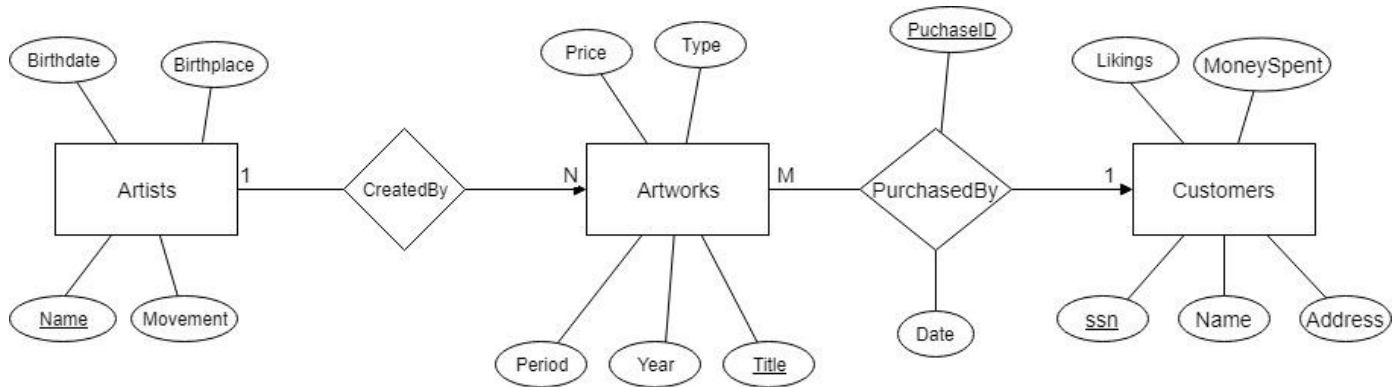 PuchaseID
Birthdate
Birthplace
Price
Type
Likings
MoneySpent
Artists
1
CreatedBy
N
Artworks
M
PurchasedBy
1
Customers
Name
Movement
Period
Year
Title
Date
ssn
Name
Address